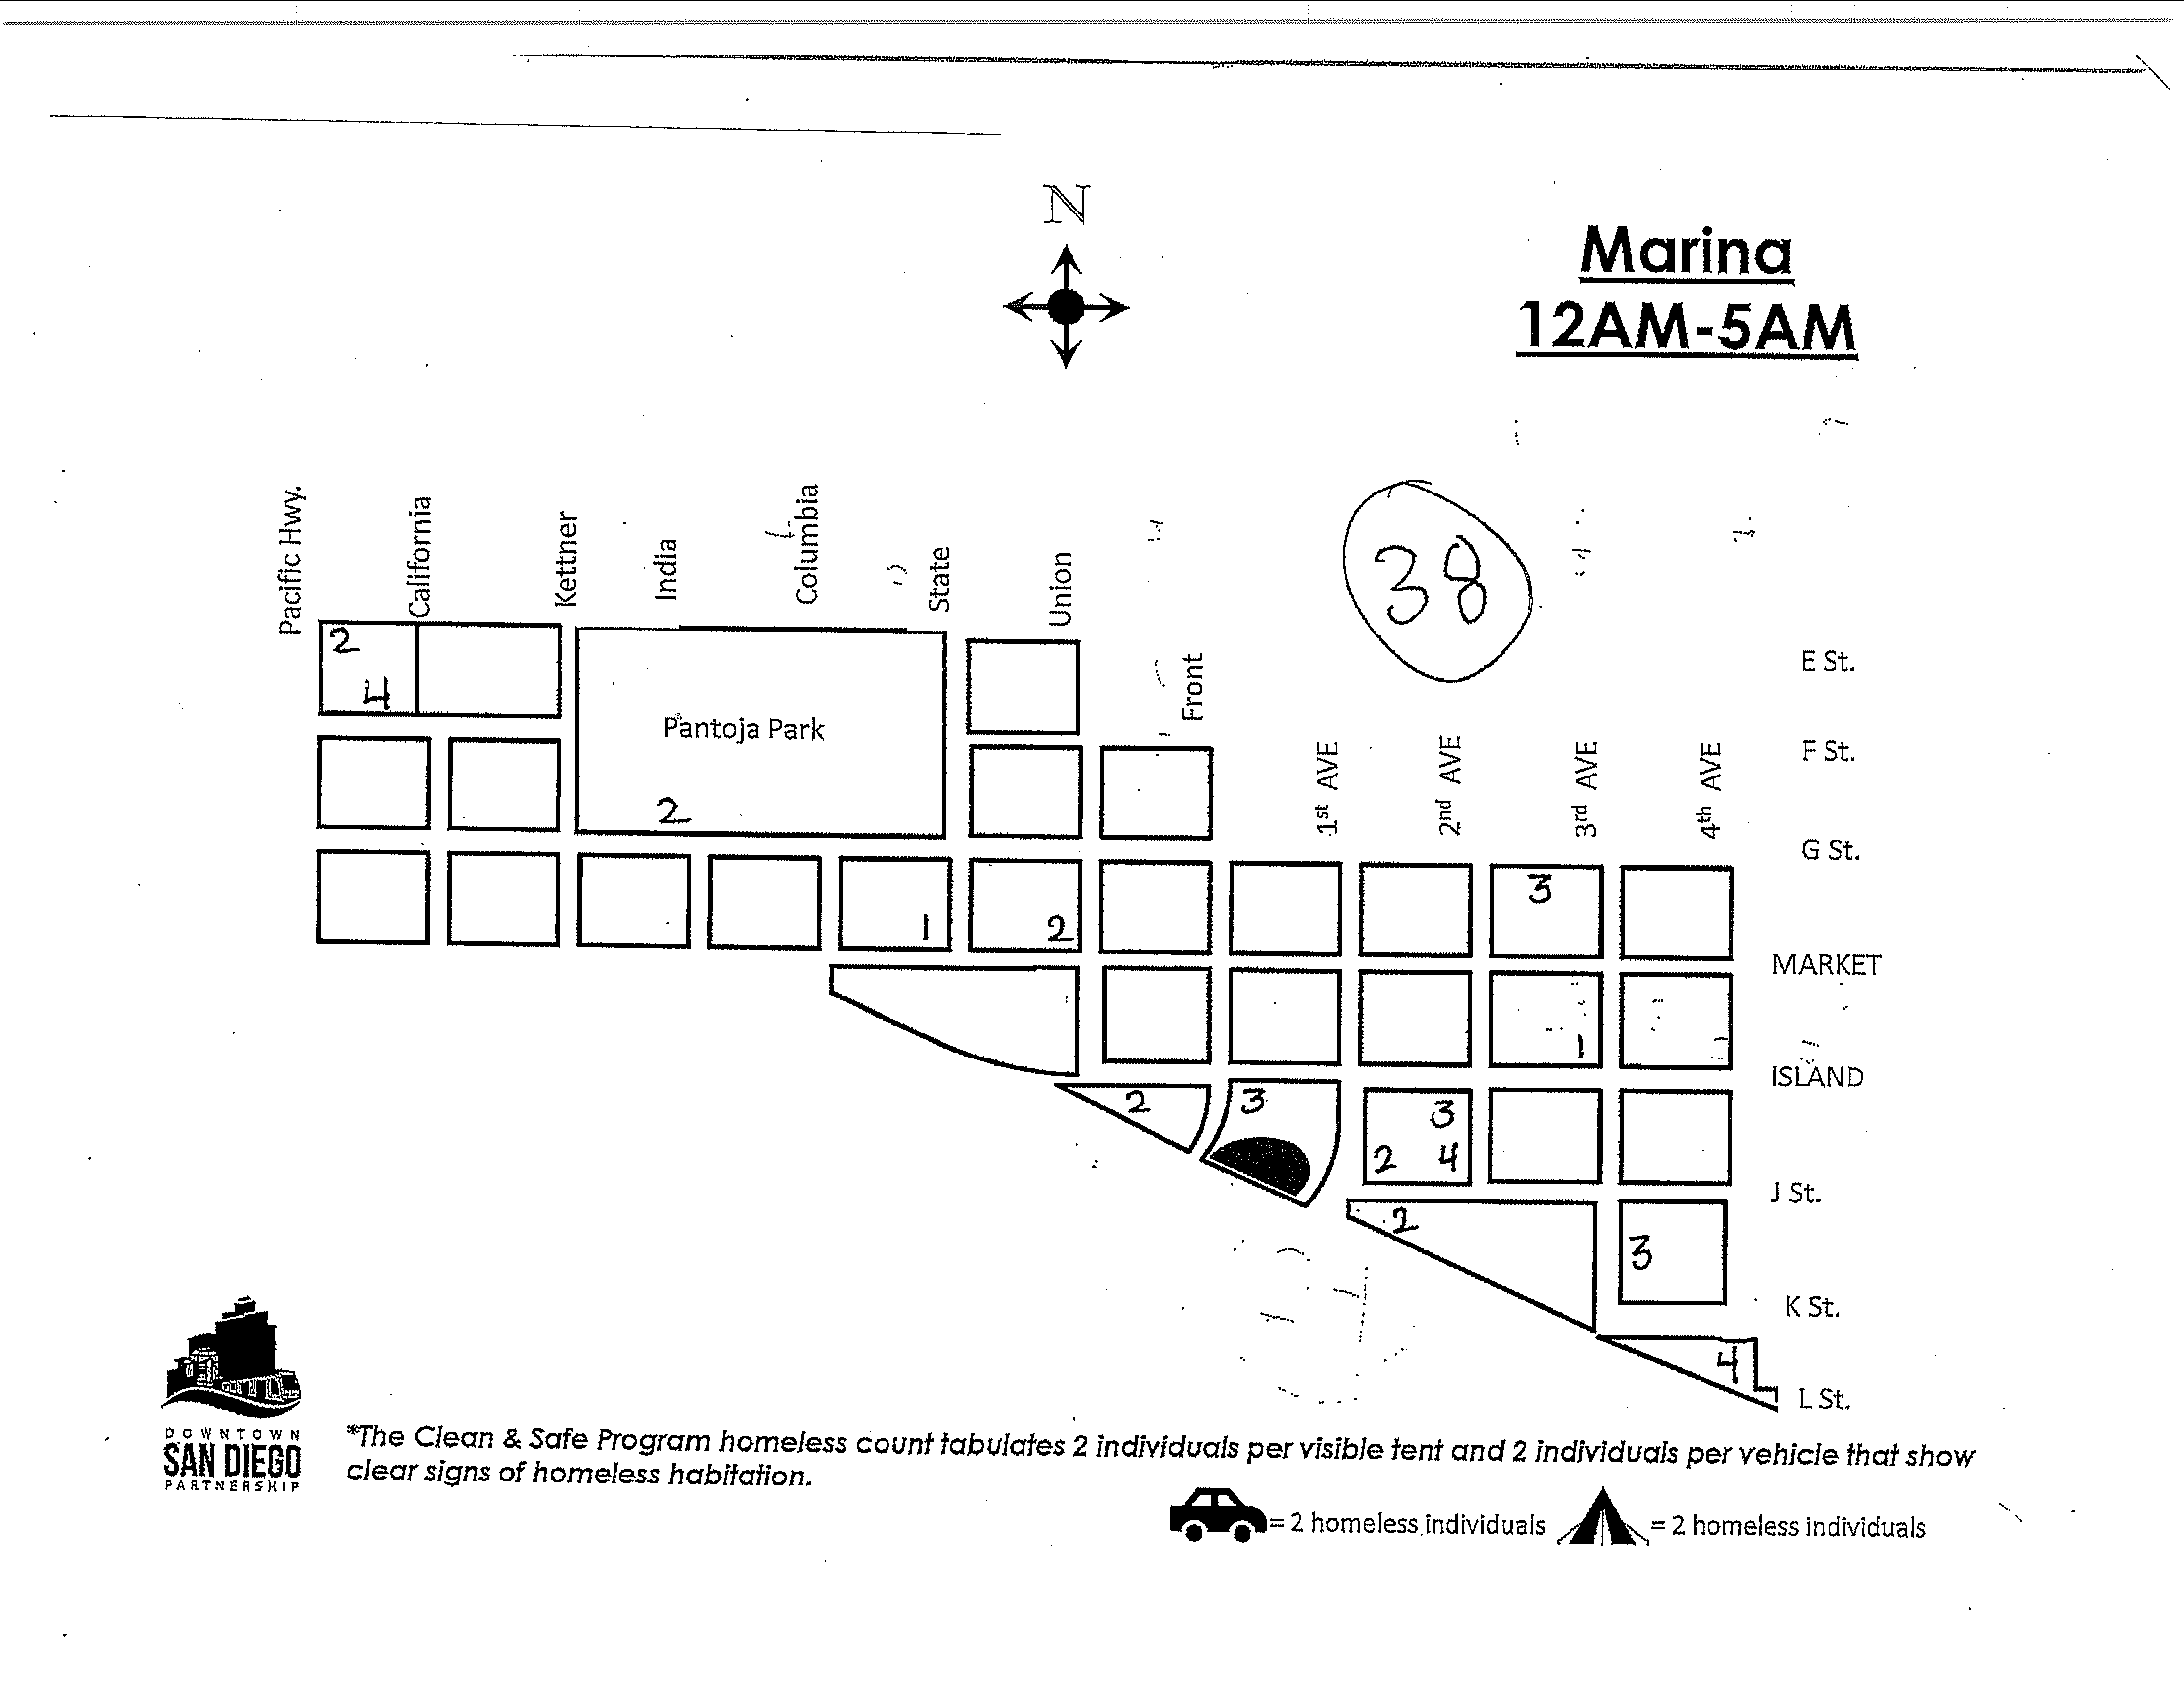 N
Marina
12AM-5AM
38
Pacific Hwy.
California
Kettner
India
Columbia
State
Union
Front
1st AVE
2nd AVE
3rd AVE
4th AVE
E St.
F St.
G St.
MARKET
ISLAND
J St.
K St.
L St.
2
4
Pantoja Park
2
1
2
3
1
2
3
3
2 4
2
3
4
DOWNTOWN
SAN DIEGO
PARTNERSHIP
*The Clean & Safe Program homeless count tabulates 2 individuals per visible tent and 2 individuals per vehicle that show
clear signs of homeless habitation.
= 2 homeless individuals
= 2 homeless individuals